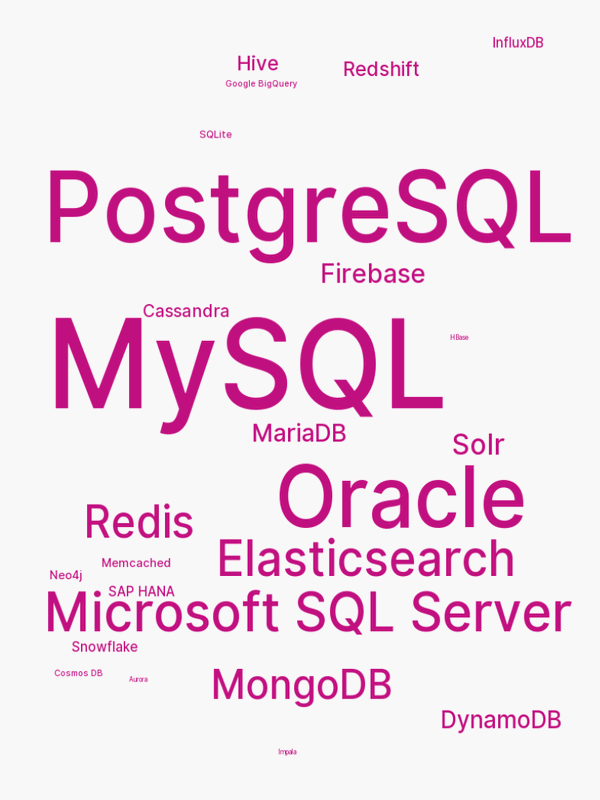 InfluxDB
Hive
Redshift
Google BigQuery
SQLite
PostgreSQL
Firebase
Cassandra
HBase
MySQL
MariaDB
Solr
Oracle
Redis
Elasticsearch
Memcached
Neo4j
SAP HANA
Microsoft SQL Server
Snowflake
Cosmos DB
Aurora
MongoDB
DynamoDB
Impala